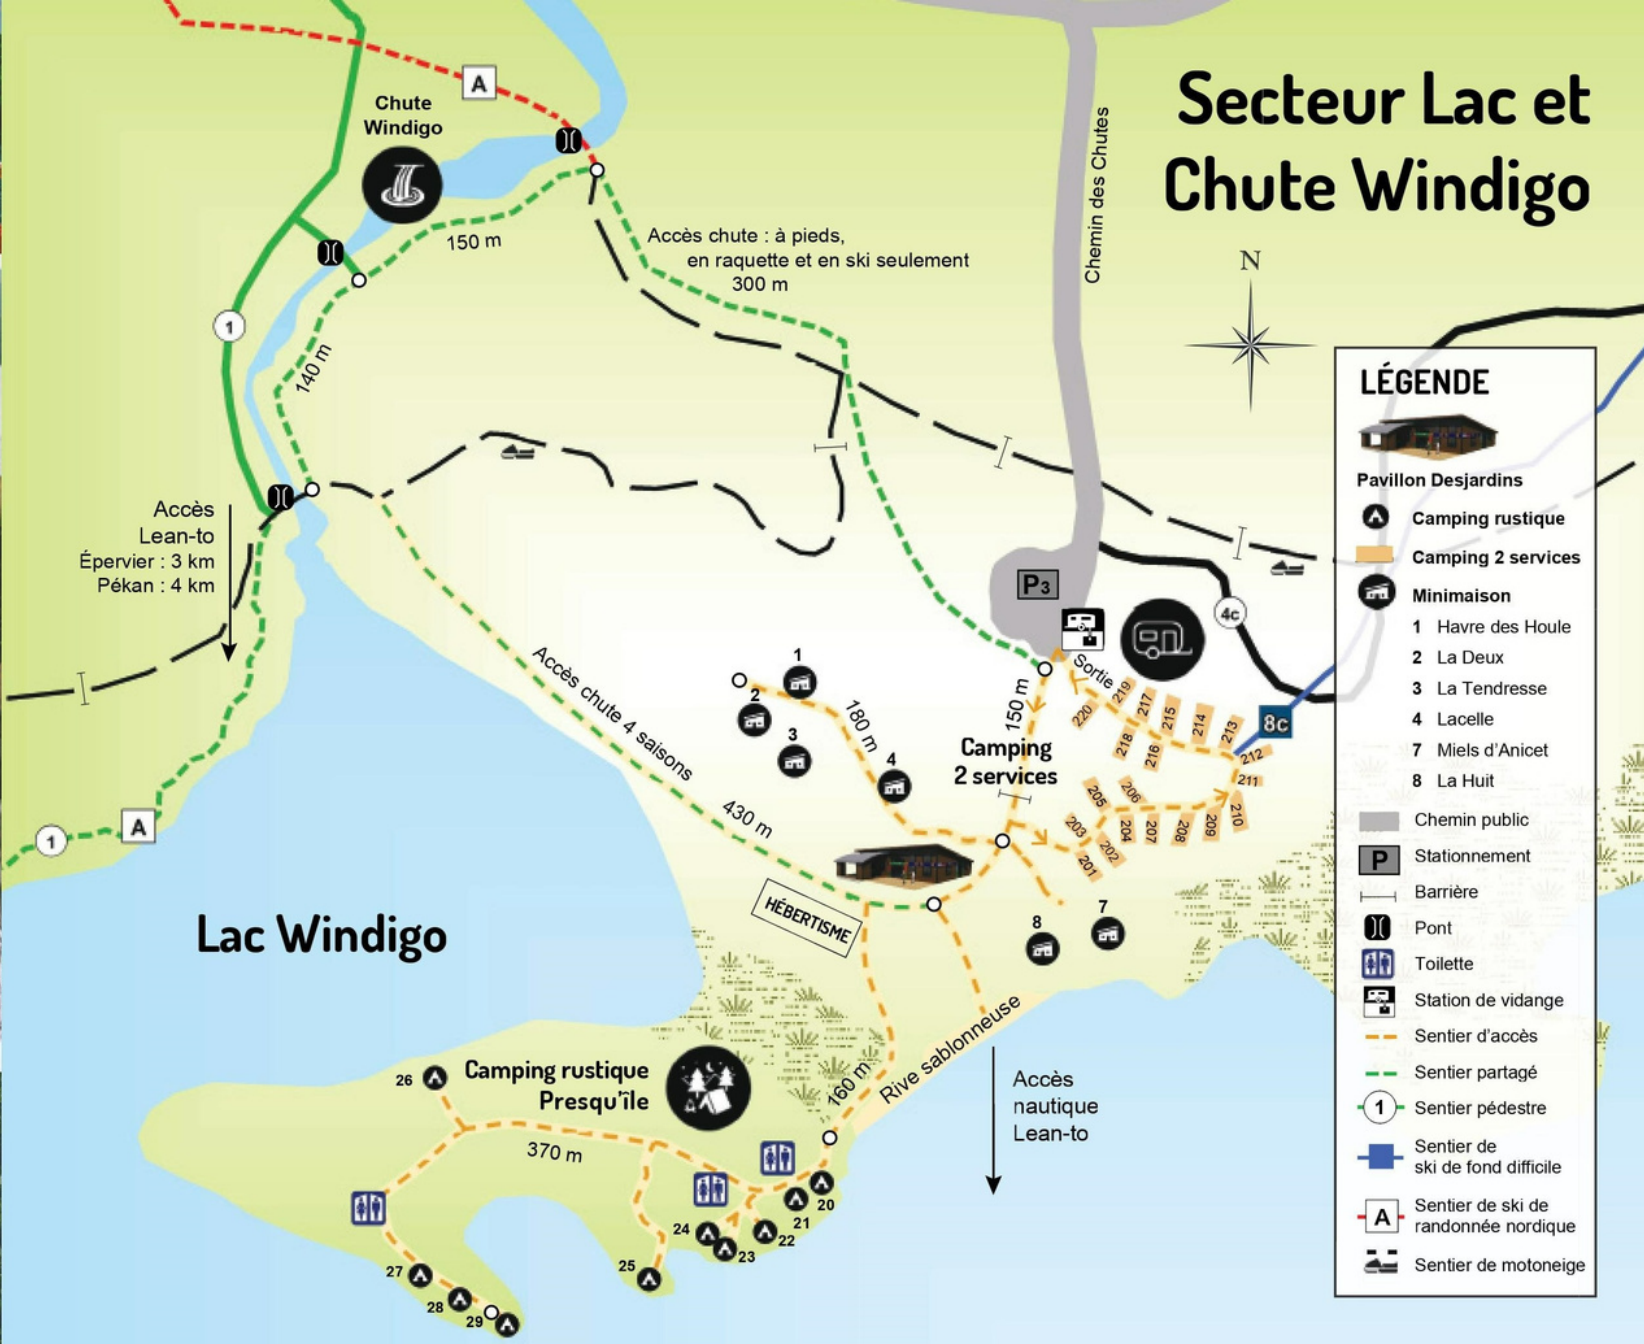 Secteur Lac et
Chute Windigo
A
Chute
Windigo
150 m
Accès chute : à pieds,
en raquette et en ski seulement
300 m
Chemin des Chutes
N
1
140 m
Accès
Lean-to
Épervier : 3 km
Pékan : 4 km
P3
4c
Sortie
8c
150 m
Camping
2 services
220
219
218
217
216
215
214
213
212
211
210
209
208
207
206
205
204
203
202
201
Accès chute 4 saisons
430 m
180 m
1
2
3
4
7
8
1
A
HÉBERTISME
Lac Windigo
Rive sablonneuse
160 m
Accès
nautique
Lean-to
Camping rustique
Presqu'île
370 m
20
21
22
23
24
25
26
27
28
29
LÉGENDE
Pavillon Desjardins
Camping rustique
Camping 2 services
Minimaison
1 Havre des Houle
2 La Deux
3 La Tendresse
4 Lacelle
7 Miels d'Anicet
8 La Huit
Chemin public
P Stationnement
Barrière
Pont
Toilette
Station de vidange
Sentier d'accès
Sentier partagé
1 Sentier pédestre
Sentier de
ski de fond difficile
A Sentier de ski de
randonnée nordique
Sentier de motoneige